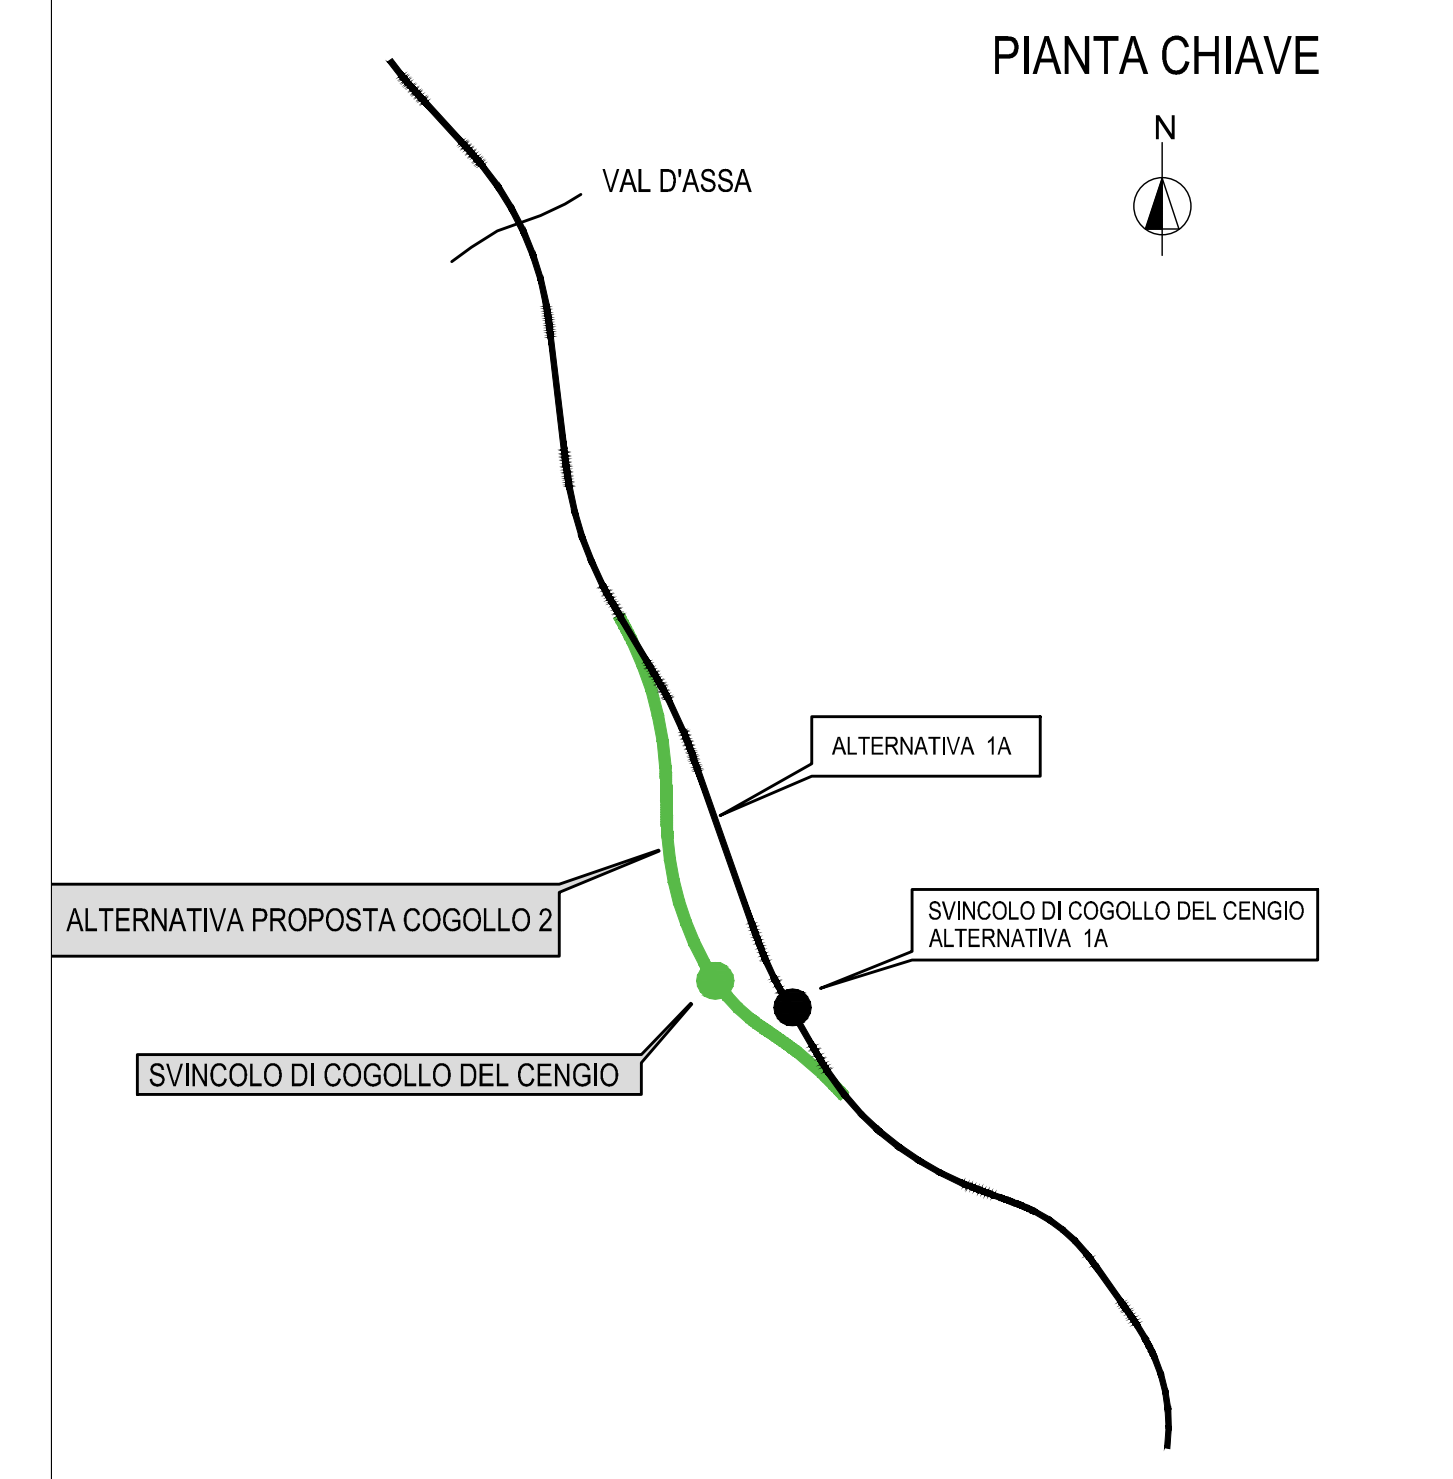 PIANTA CHIAVE
N
VAL D'ASSA
ALTERNATIVA 1A
ALTERNATIVA PROPOSTA COGOLLO 2
SVINCOLO DI COGOLLO DEL CENGIO
ALTERNATIVA 1A
SVINCOLO DI COGOLLO DEL CENGIO